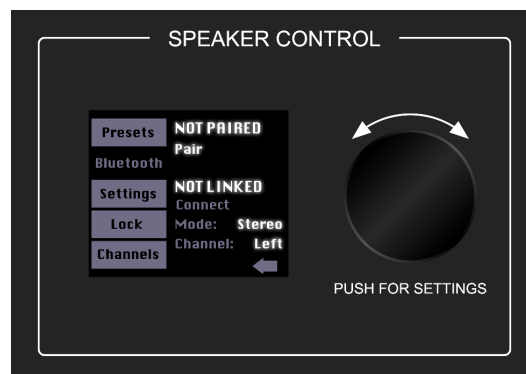 SPEAKER CONTROL
Presets
Bluetooth
Settings
Lock
Channels
NOT PAIRED
Pair
NOT LINKED
Connect
Mode: Stereo
Channel: Left
PUSH FOR SETTINGS